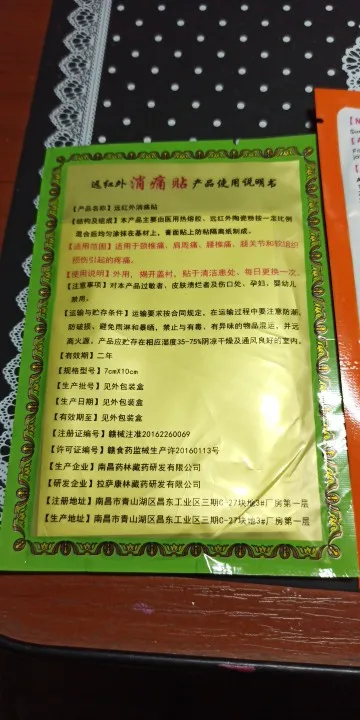 远红外消痛贴产品使用说明书
【产品名称】远红外消痛贴
【结构及组成】本产品主要由医用热熔胶、远红外陶瓷粉按一定比例
混合后均匀涂抹在基材上、膏面贴上防粘隔离纸制成。
【适用范围】适用于颈椎痛、肩周痛、腰椎痛、腿关节和软组织
损伤引起的疼痛。
【使用说明】外用，揭开盖衬，贴于清洁患处，每日更换一次。
【注意事项】对本产品过敏者、皮肤溃烂者及伤口处、孕妇、婴幼儿
禁用。
【运输与贮存条件】运输要求按合同规定，在运输过程中要注意防潮、
防破损、避免雨淋和暴晒，禁止与有毒、有异味的物品混运，并远
离火源，产品应贮存在相应湿度35-75%阴凉干燥及通风良好的室内。
【有效期】二年
【规格型号】7cmX10cm
【生产批号】见外包装盒
【生产日期】见外包装盒
【有效期至】见外包装盒
【注册证编号】赣械注准20162260069
【许可证编号】赣食药监械生产许20160113号
【生产企业】南昌药林藏药研发有限公司
【研发企业】拉萨康林藏药研发有限公司
【注册地址】南昌市青山湖区昌东工业区三期C-27块地3#厂房第一层
【生产地址】南昌市青山湖区昌东工业区三期C-27块地3#厂房第一层